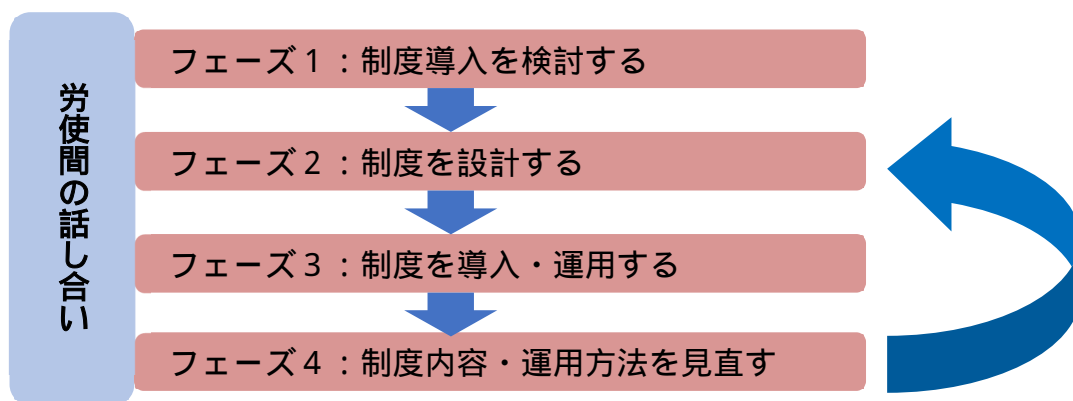 労使間の話し合い
フェーズ1：制度導入を検討する
フェーズ2：制度を設計する
フェーズ3：制度を導入・運用する
フェーズ4：制度内容・運用方法を見直す